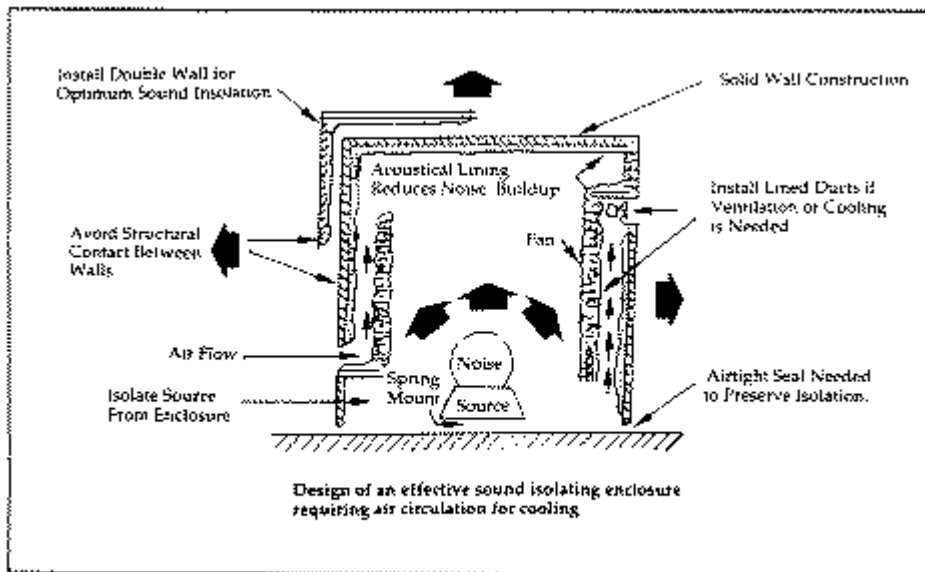 Install Double Wall for
Optimum Sound Insolation
Solid Wall Construction
Acoustical Lining
Reduces Noise Buildup
Install Lined Ducts if
Ventilation or Cooling
is Needed
Avoid Structural
Contact Between
Walls
Fan
Air Flow
Noise
Source
Spring
Mount
Isolate Source
From Enclosure
Airtight Seal Needed
to Preserve Isolation.
Design of an effective sound isolating enclosure
requiring air circulation for cooling